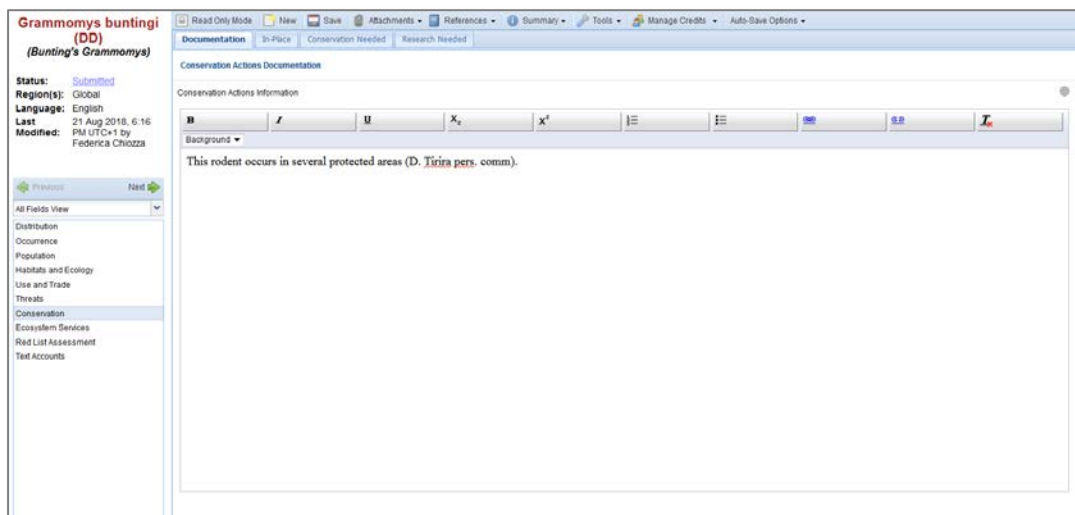 Grammomys buntingi
(DD)
(Bunting's Grammomys)
Status: Submitted
Region(s): Global
Language: English
Last Modified: 21 Aug 2018, 6:16 PM UTC+1 by Federica Chiozza
Previous Next
All Fields View
Distribution
Occurrence
Population
Habitats and Ecology
Use and Trade
Threats
Conservation
Ecosystem Services
Red List Assessment
Text Accounts
Read Only Mode New Save Attachments References Summary Tools Manage Credits Auto-Save Options
Documentation In-Place Conservation Needed Research Needed
Conservation Actions Documentation
Conservation Actions Information
B I U X₂ X²
Background
This rodent occurs in several protected areas (D. Tirira pers. comm).